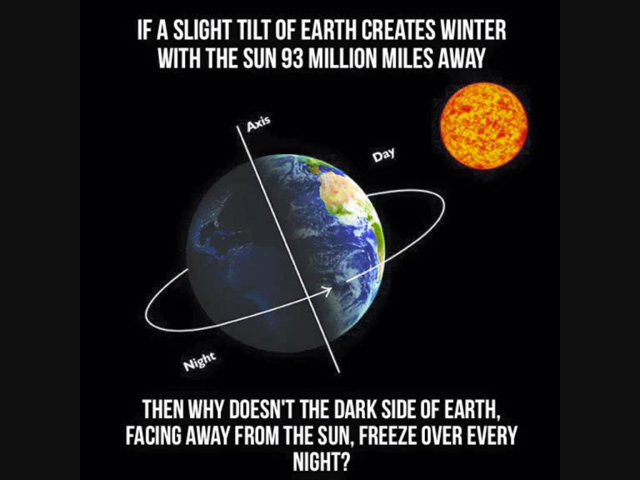 IF A SLIGHT TILT OF EARTH CREATES WINTER
WITH THE SUN 93 MILLION MILES AWAY
Axis
Day
Night
THEN WHY DOESN'T THE DARK SIDE OF EARTH,
FACING AWAY FROM THE SUN, FREEZE OVER EVERY
NIGHT?